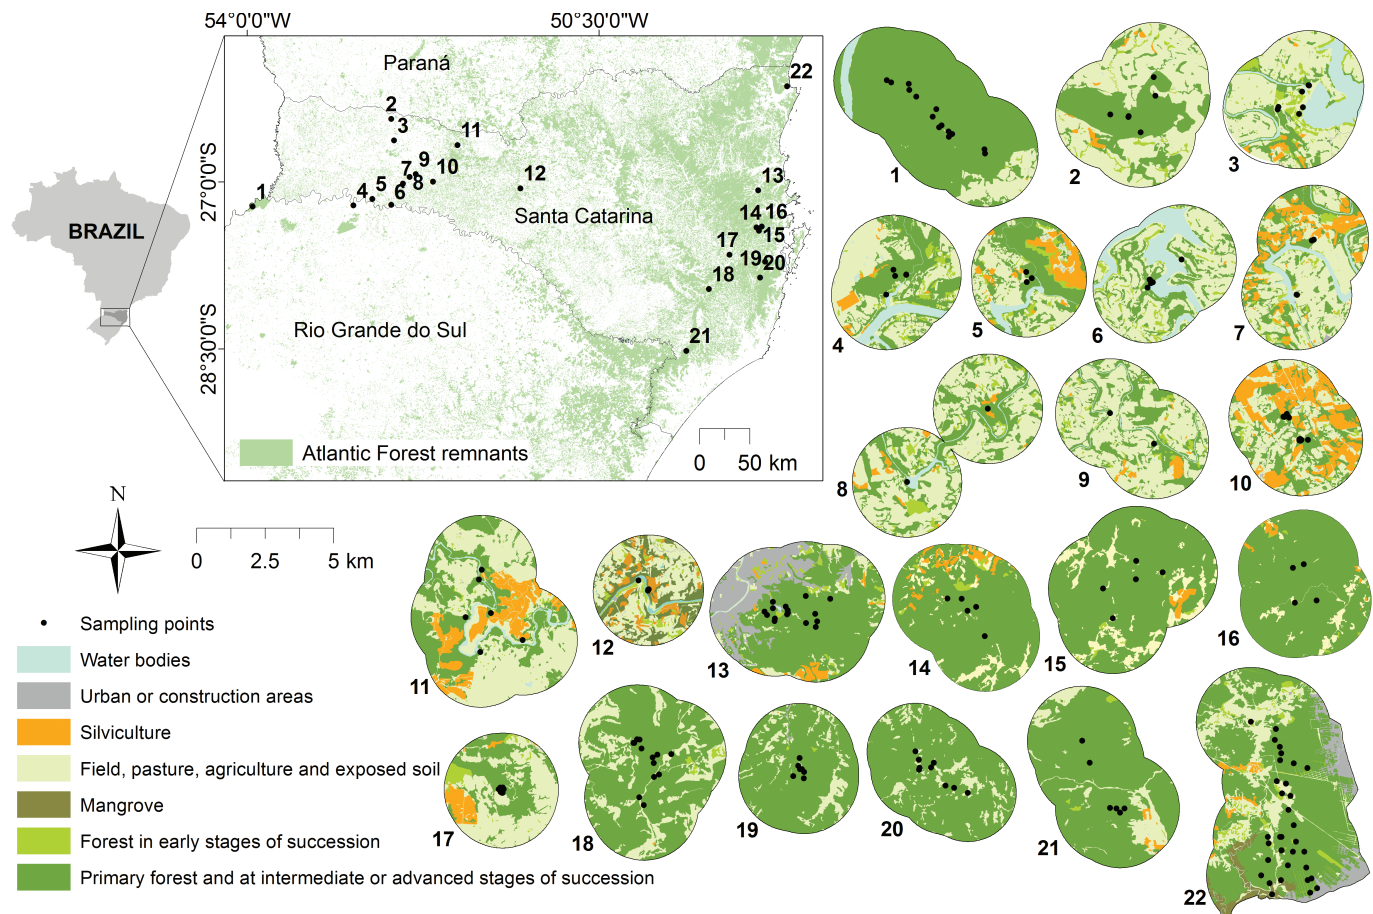 54°0'0"W
50°30'0"W
Paraná
22
2
3
11
9
7
10
12
13
27°0'0"S
1
4
5
8
6
Santa Catarina
14
16
15
17
19
20
18
BRAZIL
Rio Grande do Sul
21
28°30'0"S
Atlantic Forest remnants
0 50 km
N
0 2.5 5 km
Sampling points
Water bodies
Urban or construction areas
Silviculture
Field, pasture, agriculture and exposed soil
Mangrove
Forest in early stages of succession
Primary forest and at intermediate or advanced stages of succession
1
2
3
4
5
6
7
8
9
10
11
12
13
14
15
16
17
18
19
20
21
22